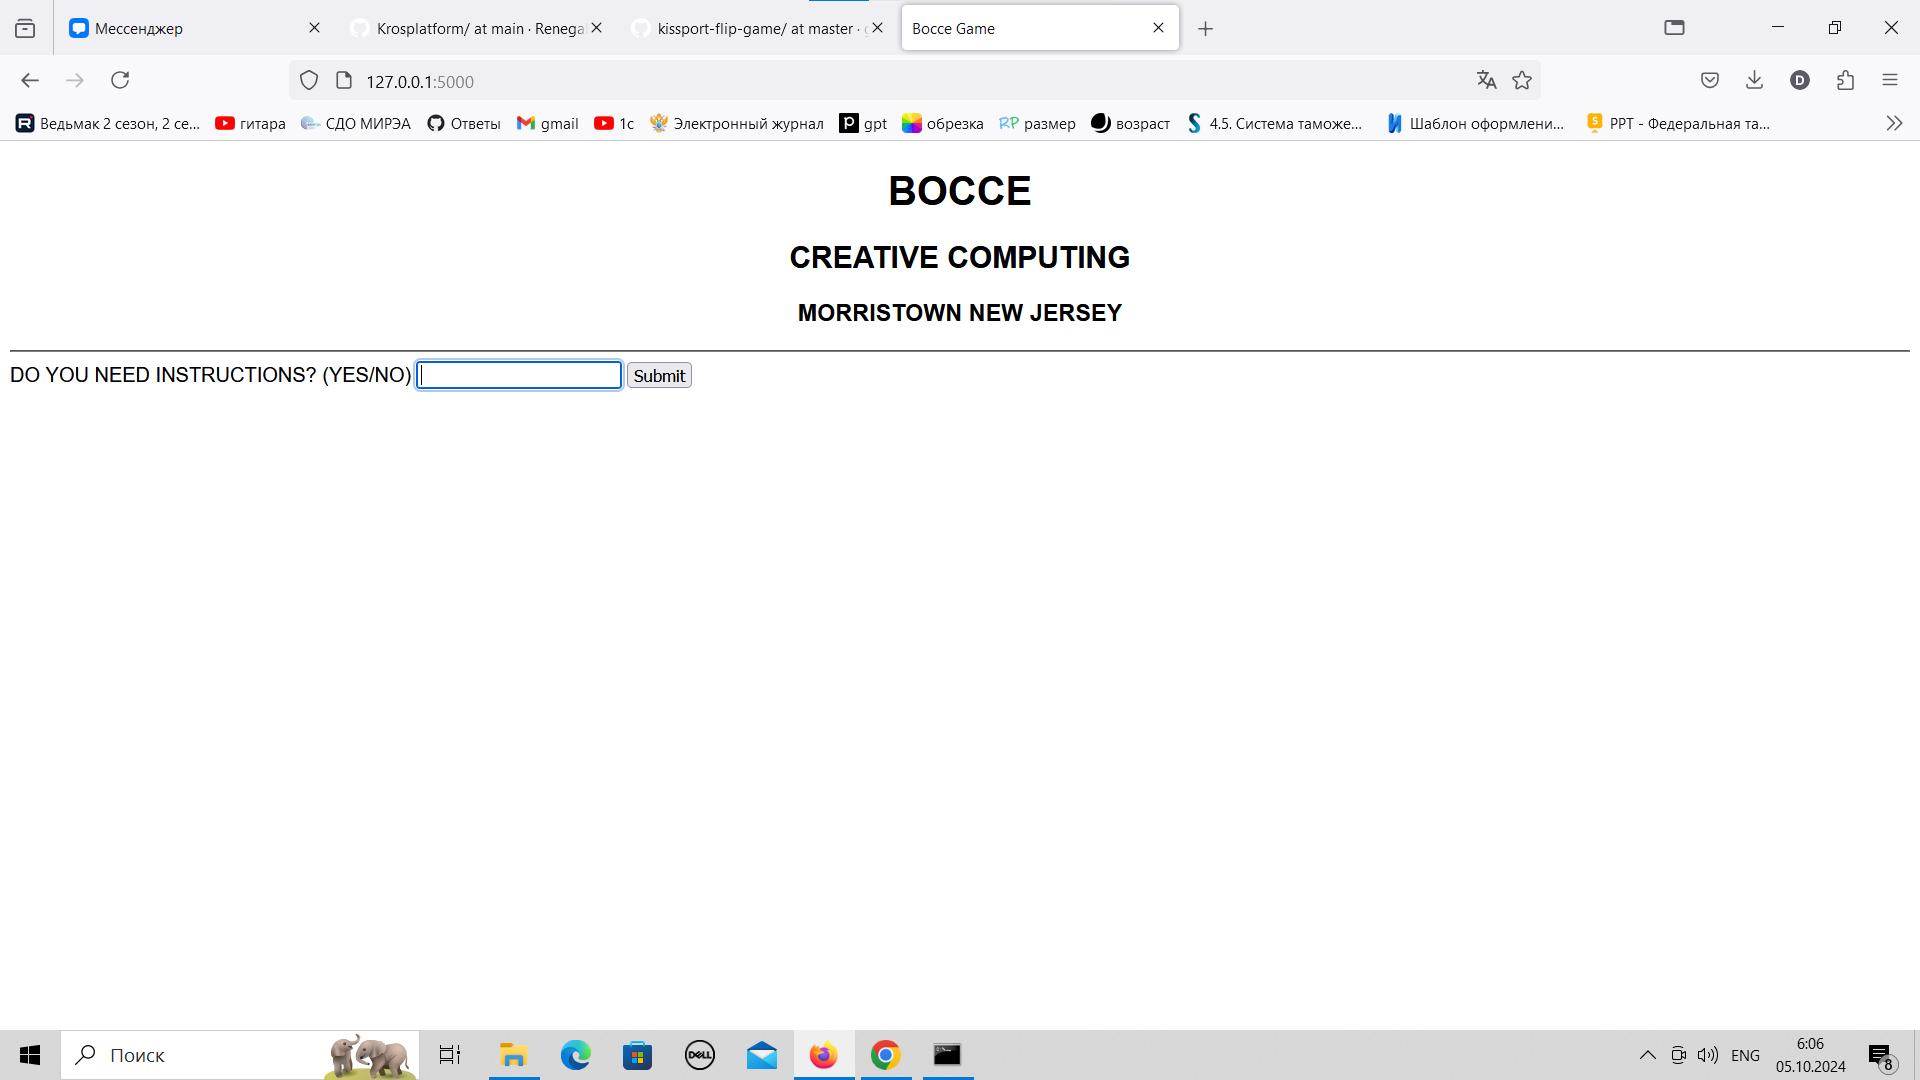 Мессенджер
Krosplatform/ at main · Renega
kissport-flip-game/ at master ·
Bocce Game
127.0.0.1:5000
D
Ведьмак 2 сезон, 2 се...
гитара
СДО МИРЭА
Ответы
gmail
1с
Электронный журнал
gpt
RP размер
обрезка
возраст
4.5. Система таможе...
Шаблон оформлени...
PPT - Федеральная та...
BOCCE
CREATIVE COMPUTING
MORRISTOWN NEW JERSEY
DO YOU NEED INSTRUCTIONS? (YES/NO) Submit
Поиск
DELL
ENG
6:06
05.10.2024
8